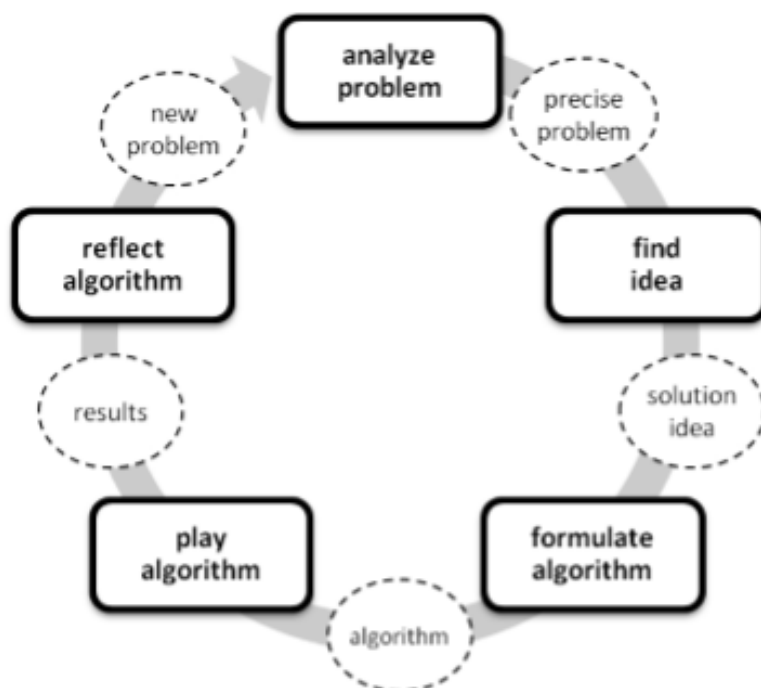 analyze
problem
precise
problem
find
idea
solution
idea
formulate
algorithm
algorithm
play
algorithm
results
reflect
algorithm
new
problem